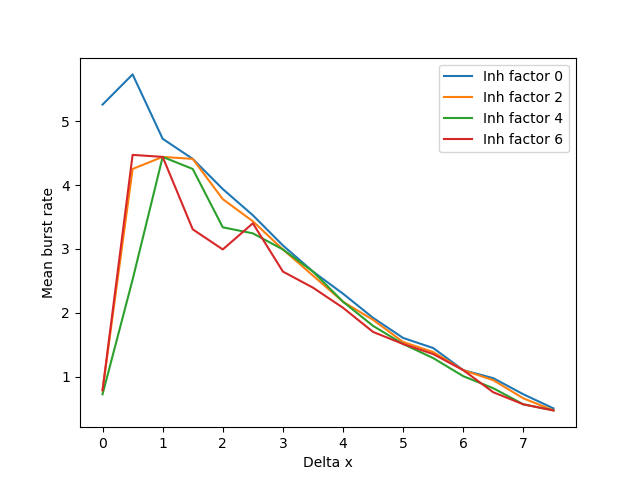 Inh factor 0
Inh factor 2
Inh factor 4
Inh factor 6
Mean burst rate
5
4
3
2
1
0 1 2 3 4 5 6 7
Delta x